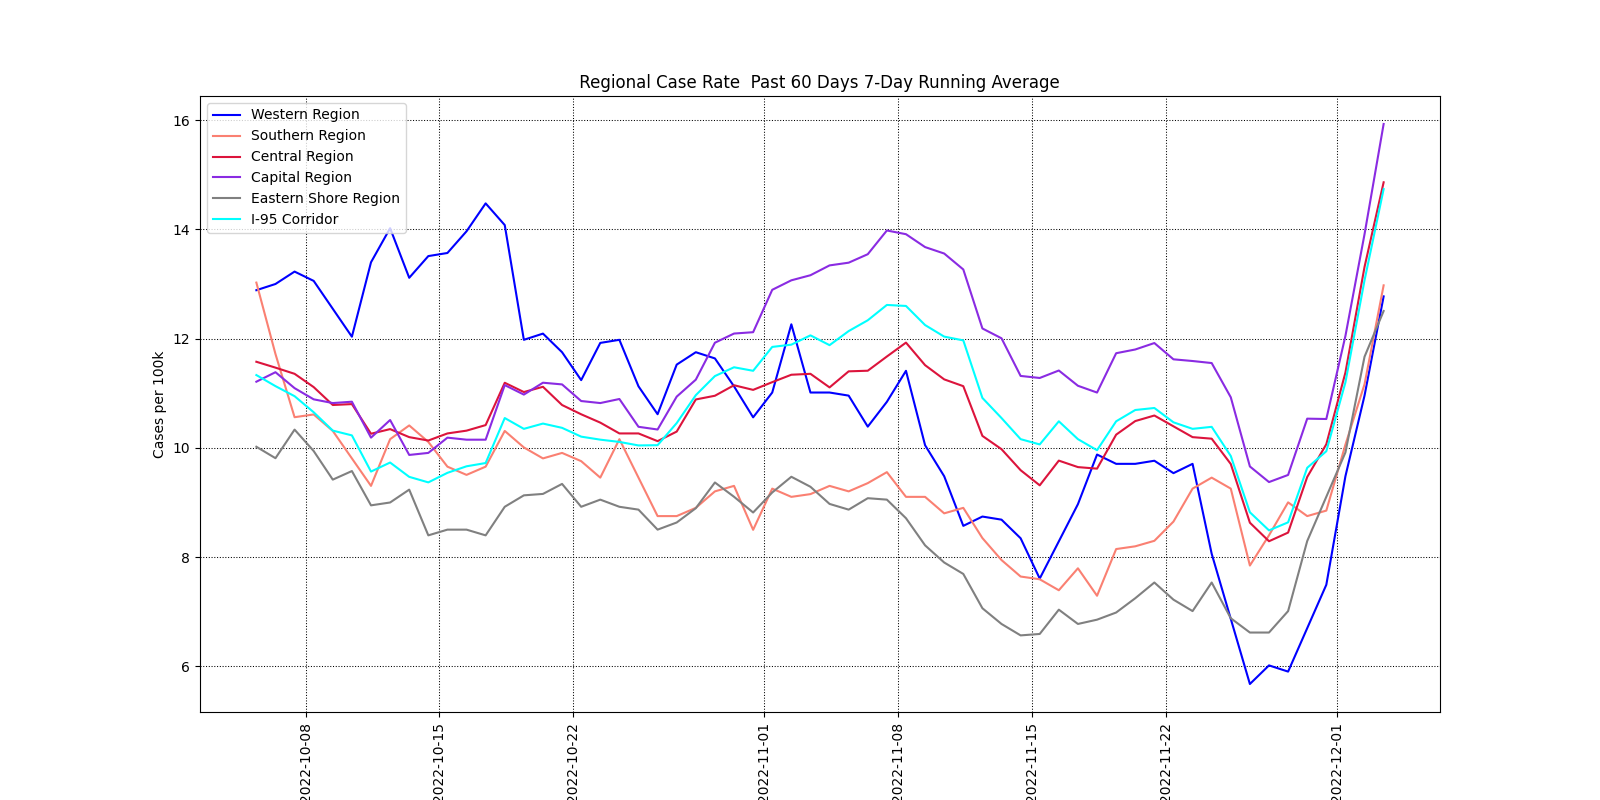 Regional Case Rate  Past 60 Days 7-Day Running Average
Western Region
Southern Region
Central Region
Capital Region
Eastern Shore Region
I-95 Corridor
Cases per 100k
16
14
12
10
8
6
2022-10-08
2022-10-15
2022-10-22
2022-11-01
2022-11-08
2022-11-15
2022-11-22
2022-12-01